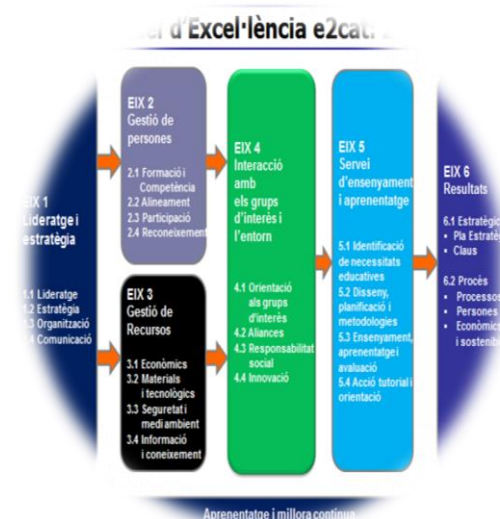 d'Excel·lència e2cat:
EIX 1
Lideratge i
estratègia
1.1 Lideratge
1.2 Estratègia
1.3 Organització
1.4 Comunicació
EIX 2
Gestió de
persones
2.1 Formació i
Competència
2.2 Alineament
2.3 Participació
2.4 Reconeixement
EIX 3
Gestió de
Recursos
3.1 Econòmics
3.2 Materials
i tecnològics
3.3 Seguretat i
medi ambient
3.4 Informació
i coneixement
EIX 4
Interacció
amb
els grups
d'interès i
l'entorn
4.1 Orientació
als grups
d'interès
4.2 Aliances
4.3 Responsabilitat
social
4.4 Innovació
EIX 5
Servei
d'ensenyament
i aprenentatge
5.1 Identificació
de necessitats
educatives
5.2 Disseny,
planificació i
metodologies
5.3 Ensenyament,
aprenentatge i
avaluació
5.4 Acció tutorial i
orientació
EIX 6
Resultats
6.1 Estratègic
▪ Pla Estratè
▪ Claus
6.2 Procès
▪ Processos
▪ Persones
▪ Econòmic
i sostenib
Aprenentatge i millora contínua